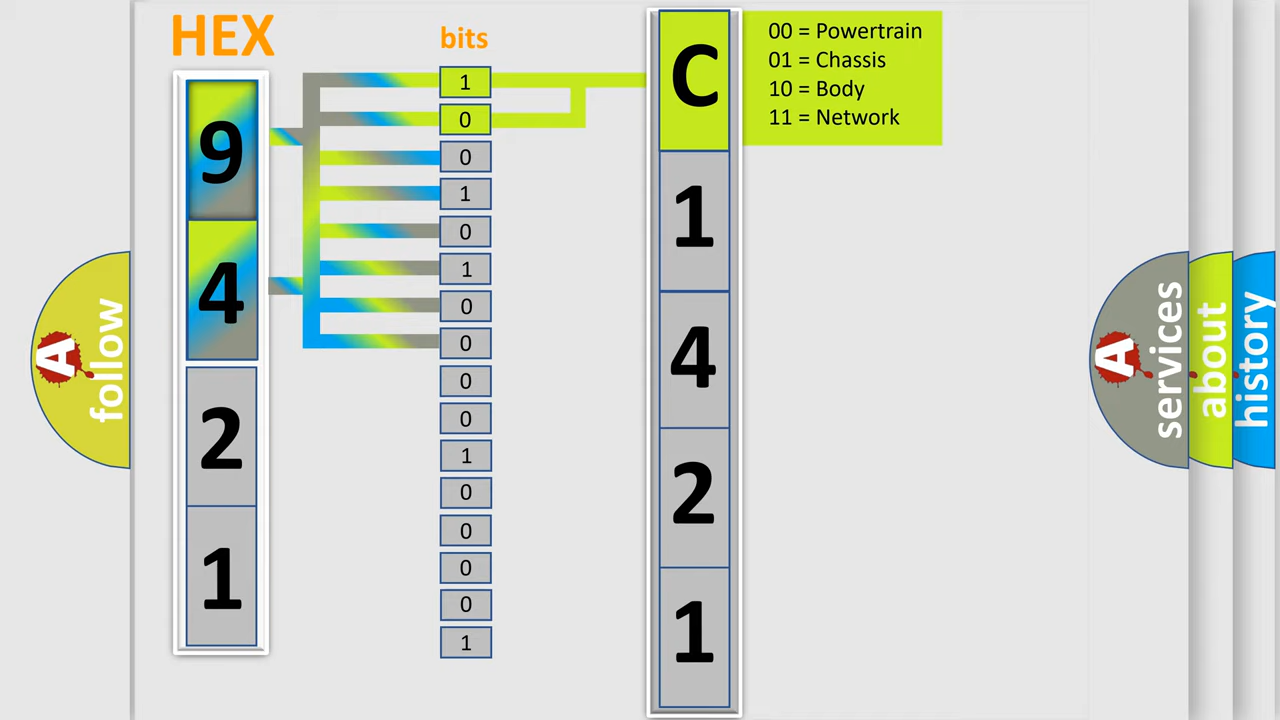 HEX
bits
9
4
2
1
1
0
0
1
0
1
0
0
0
0
1
0
0
0
0
1
C
1
4
2
1
00 = Powertrain
01 = Chassis
10 = Body
11 = Network
A
follow
A
services
about
history